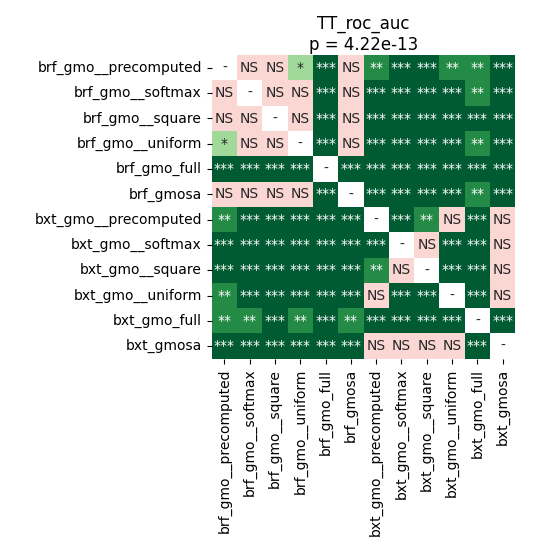 TT_roc_auc
p = 4.22e-13
brf_gmo__precomputed - NS NS * *** NS ** *** *** ** ** ***
brf_gmo__softmax NS - NS NS *** NS *** *** *** *** ** ***
brf_gmo__square NS NS - NS *** NS *** *** *** *** *** ***
brf_gmo__uniform * NS NS - *** NS *** *** *** *** ** ***
brf_gmo_full *** *** *** *** - *** *** *** *** *** *** ***
brf_gmosa NS NS NS NS *** - *** *** *** *** ** ***
bxt_gmo__precomputed ** *** *** *** *** *** - *** ** NS *** NS
bxt_gmo__softmax *** *** *** *** *** *** *** - NS *** *** NS
bxt_gmo__square *** *** *** *** *** *** ** NS - *** *** NS
bxt_gmo__uniform ** *** *** *** *** *** NS *** *** - *** NS
bxt_gmo_full ** ** *** ** *** ** *** *** *** *** - ***
bxt_gmosa *** *** *** *** *** *** NS NS NS NS *** -
brf_gmo__precomputed
brf_gmo__softmax
brf_gmo__square
brf_gmo__uniform
brf_gmo_full
brf_gmosa
bxt_gmo__precomputed
bxt_gmo__softmax
bxt_gmo__square
bxt_gmo__uniform
bxt_gmo_full
bxt_gmosa